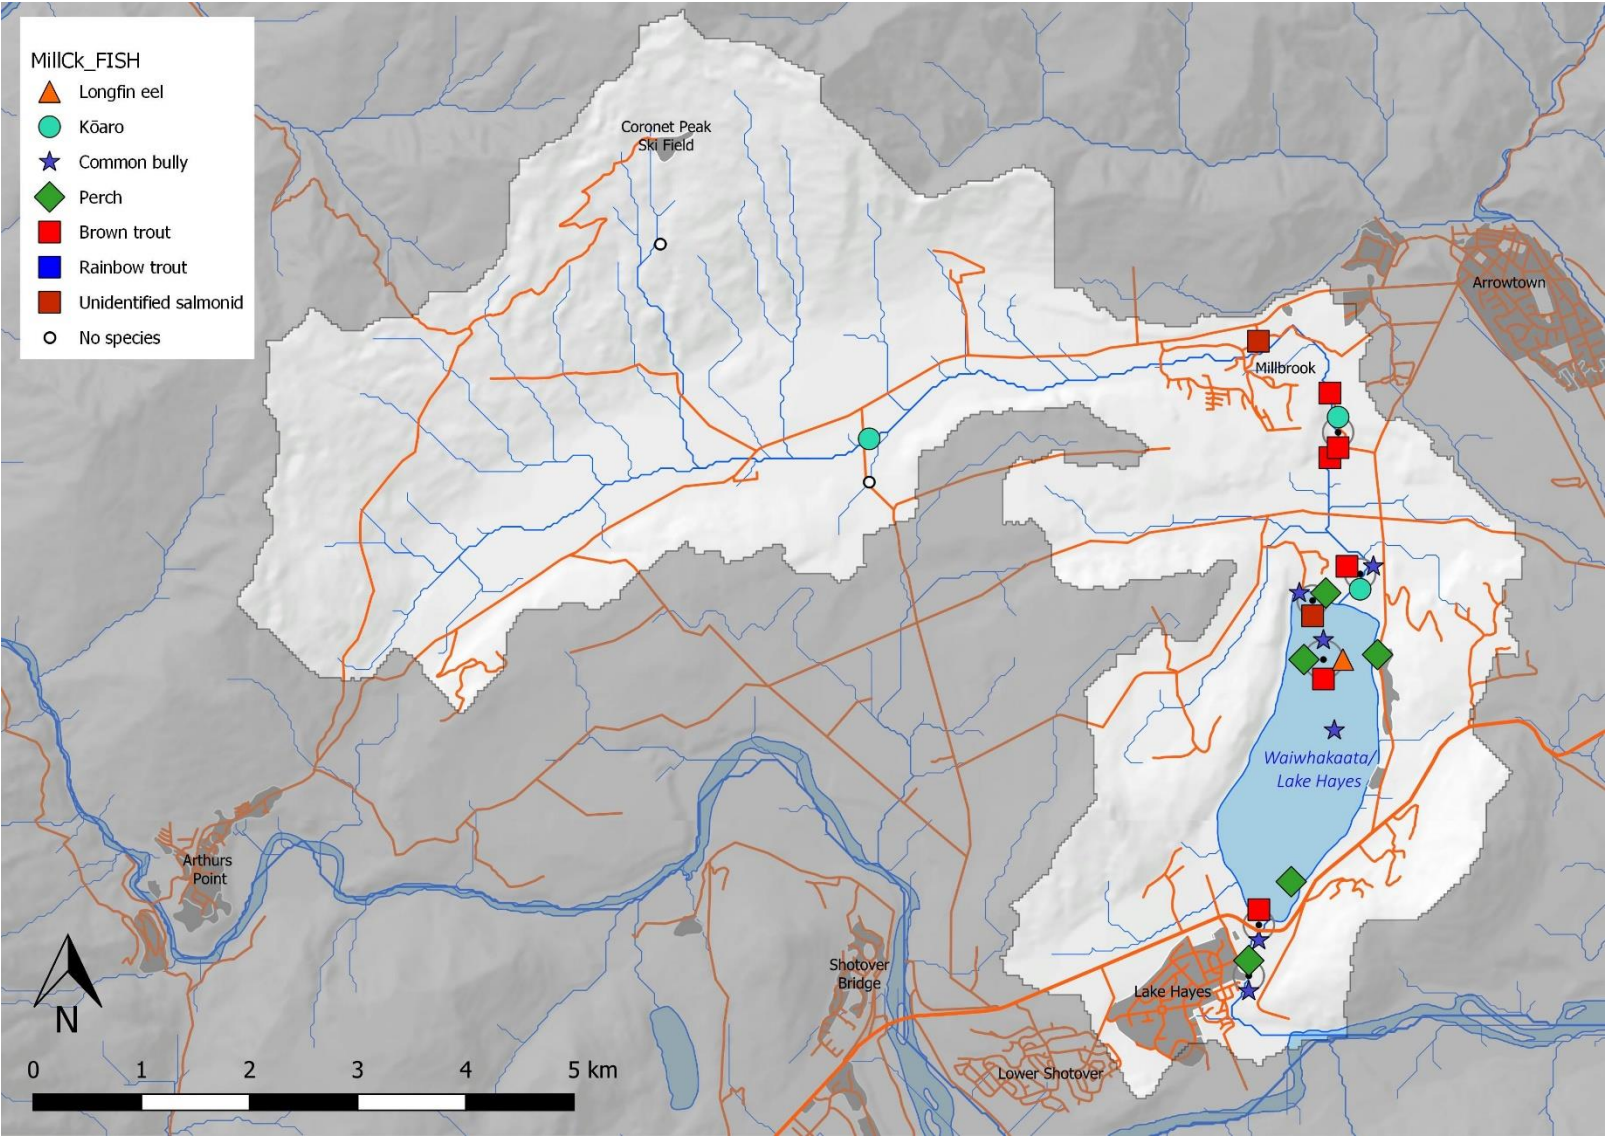 MillCk_FISH
Longfin eel
Kōaro
Common bully
Perch
Brown trout
Rainbow trout
Unidentified salmonid
No species
Coronet Peak
Ski Field
Arrowtown
Millbrook
Waiwhakaata/
Lake Hayes
Arthurs
Point
Shotover
Bridge
Lake Hayes
Lower Shotover
N
0 1 2 3 4 5 km